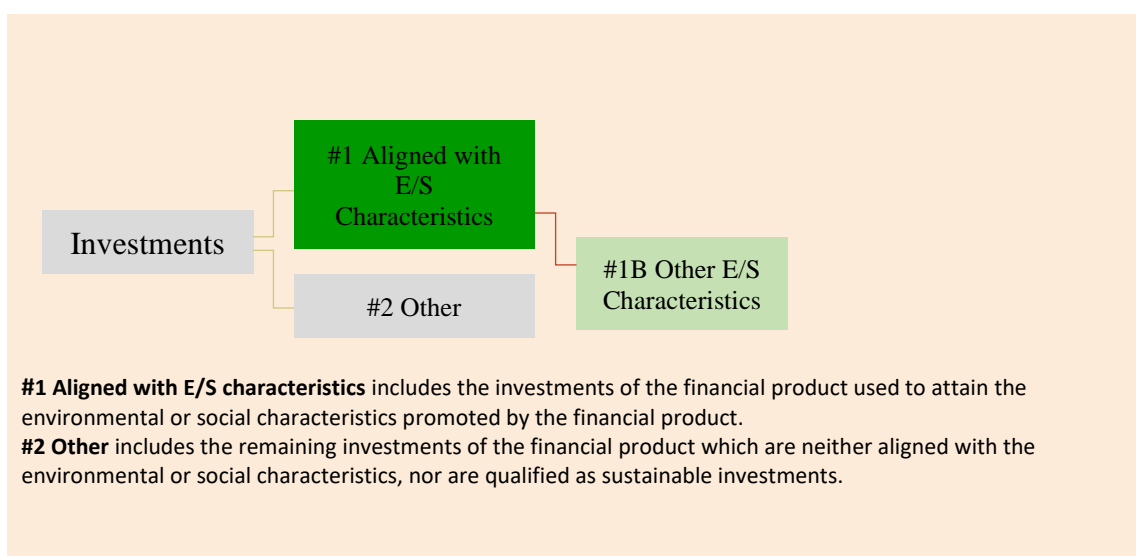 #1 Aligned with
E/S
Characteristics
Investments
#1B Other E/S
Characteristics
#2 Other
#1 Aligned with E/S characteristics includes the investments of the financial product used to attain the
environmental or social characteristics promoted by the financial product.
#2 Other includes the remaining investments of the financial product which are neither aligned with the
environmental or social characteristics, nor are qualified as sustainable investments.